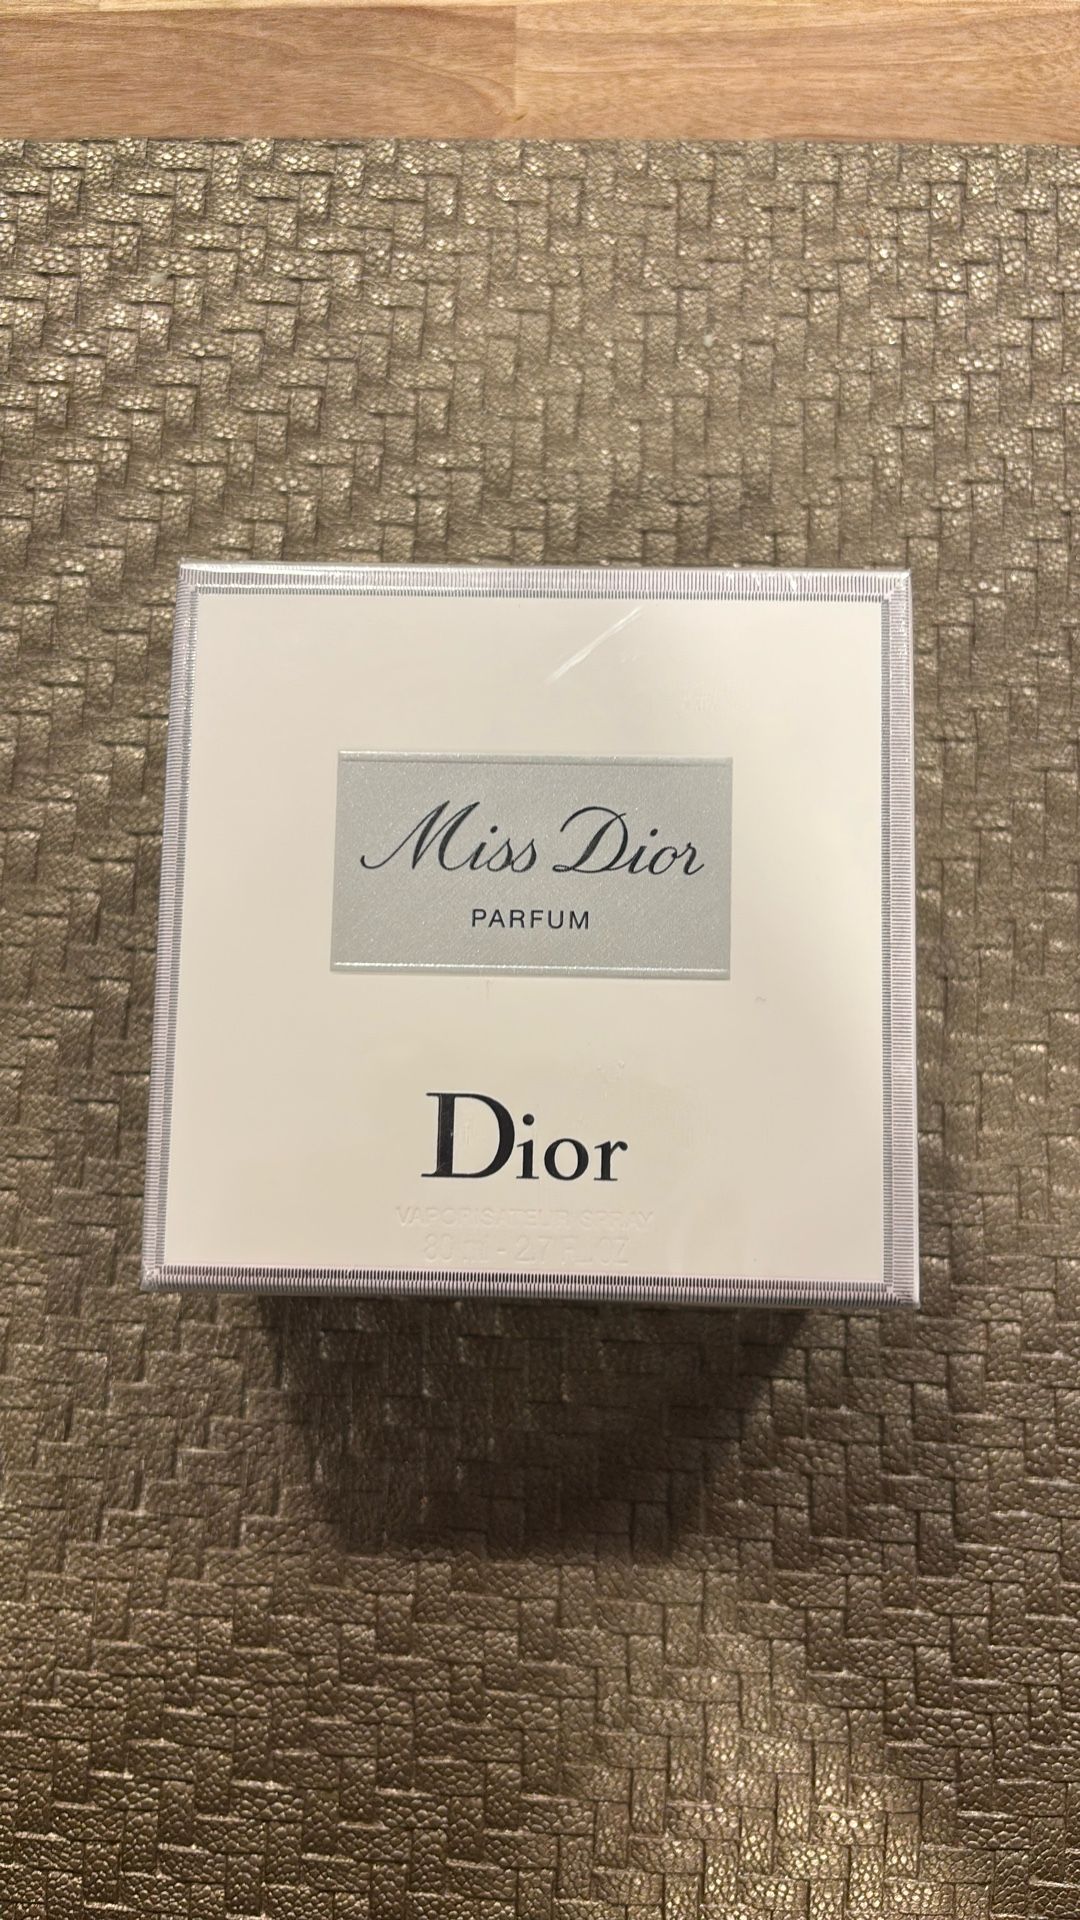 Miss Dior
PARFUM
Dior
VAPORISATEUR SPRAY
80 ml - 2.7 FL.OZ